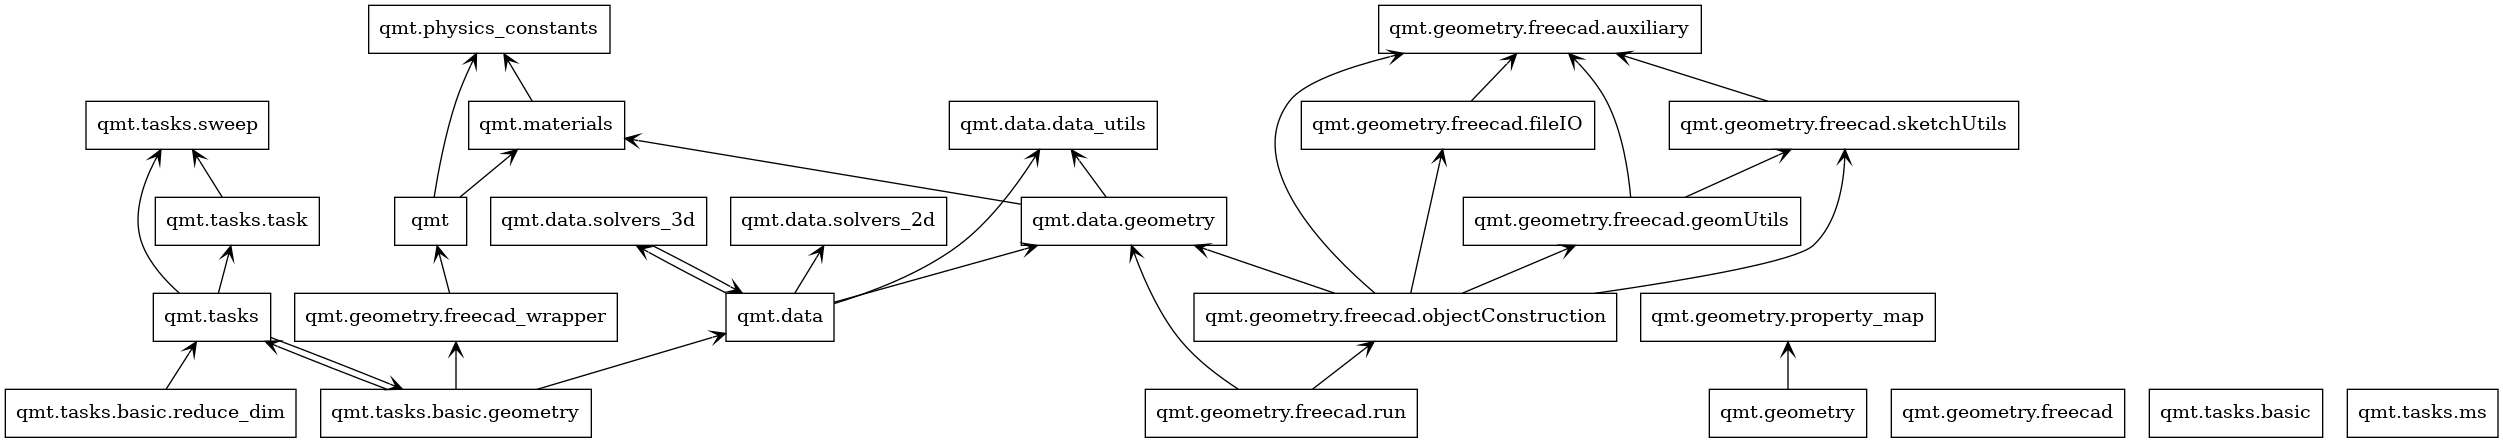 qmt.physics_constants
qmt.geometry.freecad.auxiliary
qmt.tasks.sweep
qmt.materials
qmt.data.data_utils
qmt.geometry.freecad.fileIO
qmt.geometry.freecad.sketchUtils
qmt.tasks.task
qmt
qmt.data.solvers_3d
qmt.data.solvers_2d
qmt.data.geometry
qmt.geometry.freecad.geomUtils
qmt.tasks
qmt.geometry.freecad_wrapper
qmt.data
qmt.geometry.freecad.objectConstruction
qmt.geometry.property_map
qmt.tasks.basic.reduce_dim
qmt.tasks.basic.geometry
qmt.geometry.freecad.run
qmt.geometry
qmt.geometry.freecad
qmt.tasks.basic
qmt.tasks.ms